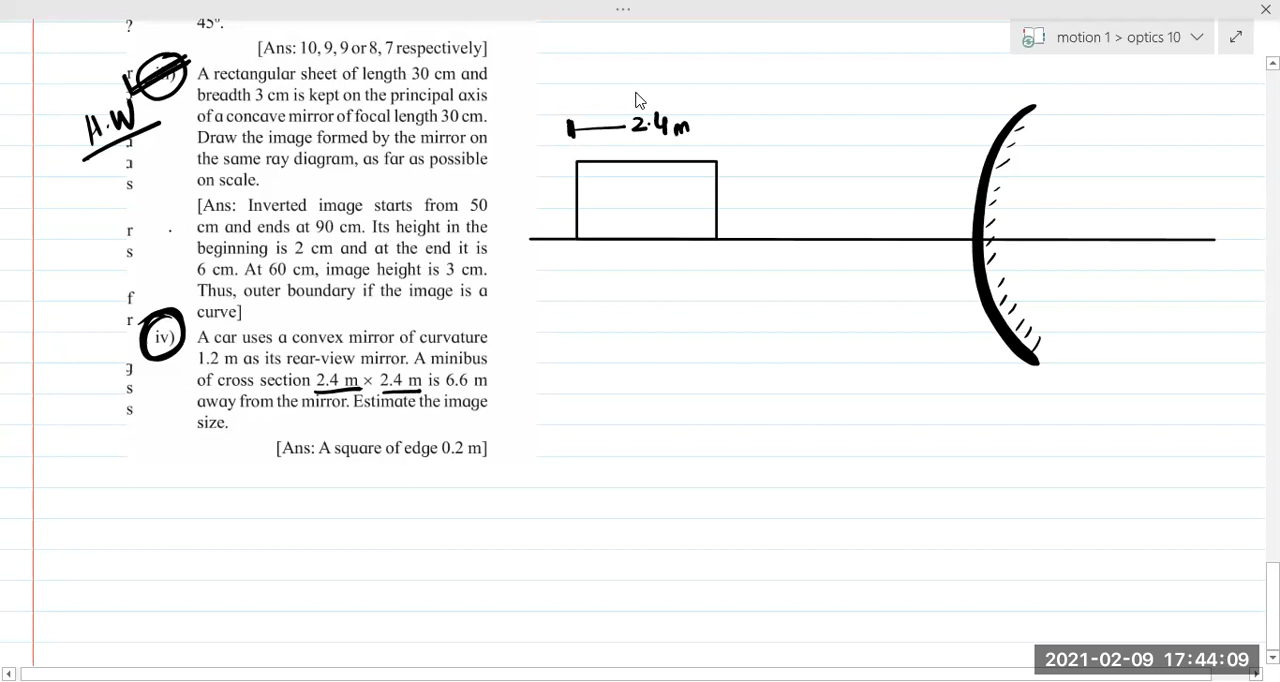 motion 1 > optics 10
?
45°.
[Ans: 10, 9, 9 or 8, 7 respectively]
A rectangular sheet of length 30 cm and
breadth 3 cm is kept on the principal axis
of a concave mirror of focal length 30 cm.
Draw the image formed by the mirror on
the same ray diagram, as far as possible
on scale.
[Ans: Inverted image starts from 50
cm and ends at 90 cm. Its height in the
beginning is 2 cm and at the end it is
6 cm. At 60 cm, image height is 3 cm.
Thus, outer boundary if the image is a
curve]
iv) A car uses a convex mirror of curvature
1.2 m as its rear-view mirror. A minibus
of cross section 2.4 m × 2.4 m is 6.6 m
away from the mirror. Estimate the image
size.
[Ans: A square of edge 0.2 m]
H.W
r
a
s
r
s
f
r
g
s
s
2.4 m
2021-02-09 17:44:09